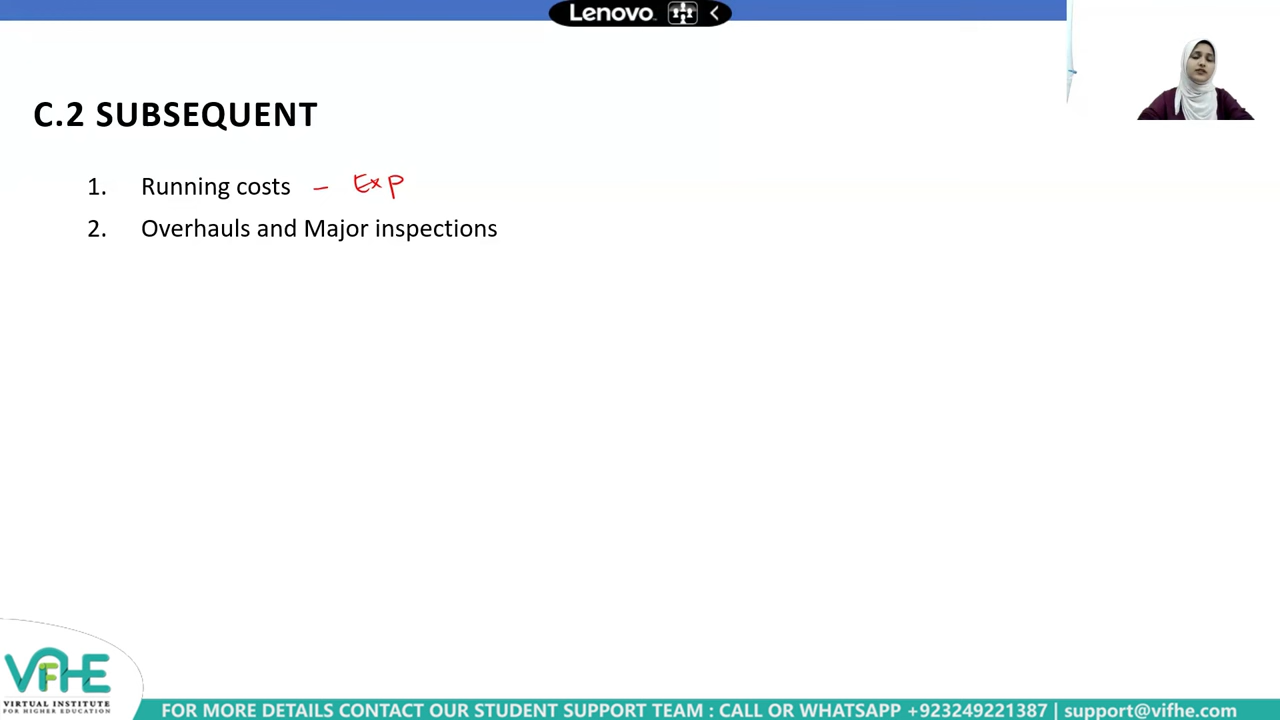 Lenovo
C.2 SUBSEQUENT
1. Running costs – Exp
2. Overhauls and Major inspections
VFHE
VIRTUAL INSTITUTE
FOR HIGHER EDUCATION
FOR MORE DETAILS CONTACT OUR STUDENT SUPPORT TEAM : CALL OR WHATSAPP +923249221387 | support@vifhe.com